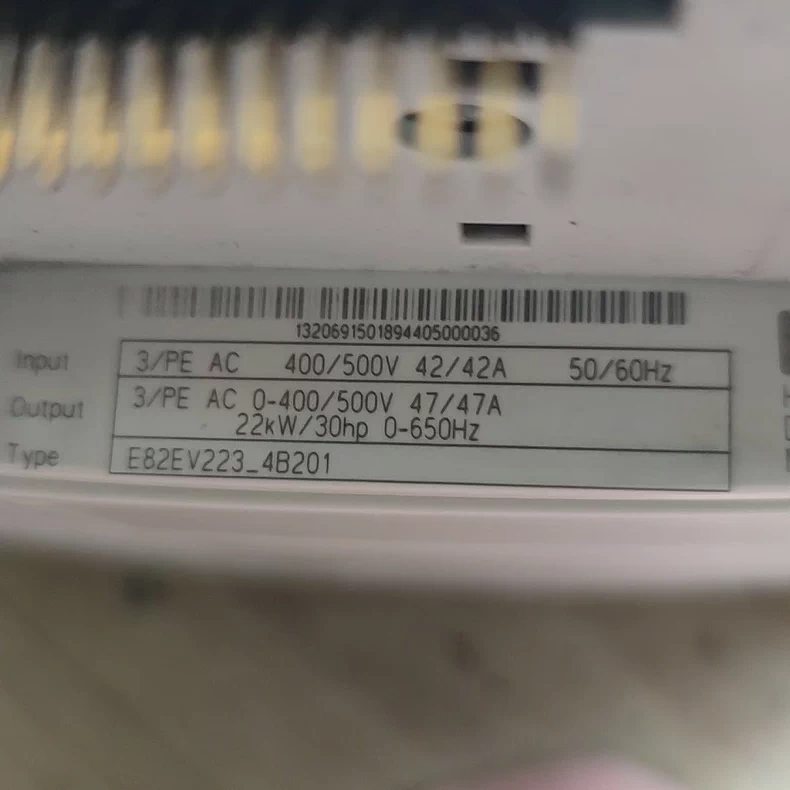 1320691501894405000036
Input 3/PE AC 400/500V 42/42A 50/60Hz
Output 3/PE AC 0-400/500V 47/47A
22kW/30hp 0-650Hz
Type E82EV223_4B201